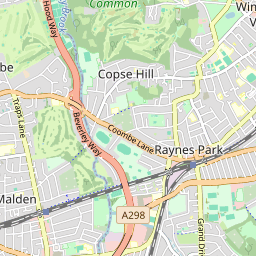 Common
Win
V
Hood Way
brook
Copse Hill
be
Traps Lane
Beverley Way
Coombe Lane
Raynes Park
Malden
A298
Grand Dri